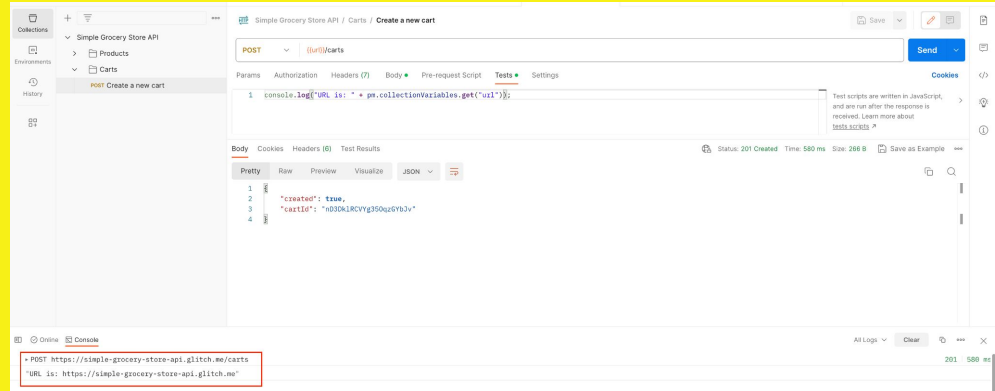 Collections
Environments
History
Simple Grocery Store API
Products
Carts
POST Create a new cart
Simple Grocery Store API / Carts / Create a new cart
Save
POST {{url}}/carts
Send
Params Authorization Headers (7) Body Pre-request Script Tests Settings
Cookies
1 console.log("URL is: " + pm.collectionVariables.get("url"));
Test scripts are written in JavaScript,
and are run after the response is
received. Learn more about
tests scripts
Body Cookies Headers (6) Test Results
Status: 201 Created Time: 580 ms Size: 266 B Save as Example
Pretty Raw Preview Visualize JSON
1 {
2 "created": true,
3 "cartId": "nD3DklRCVYg350qzGYbJv"
4 }
Online Console
All Logs Clear
POST https://simple-grocery-store-api.glitch.me/carts
201 580 ms
"URL is: https://simple-grocery-store-api.glitch.me"